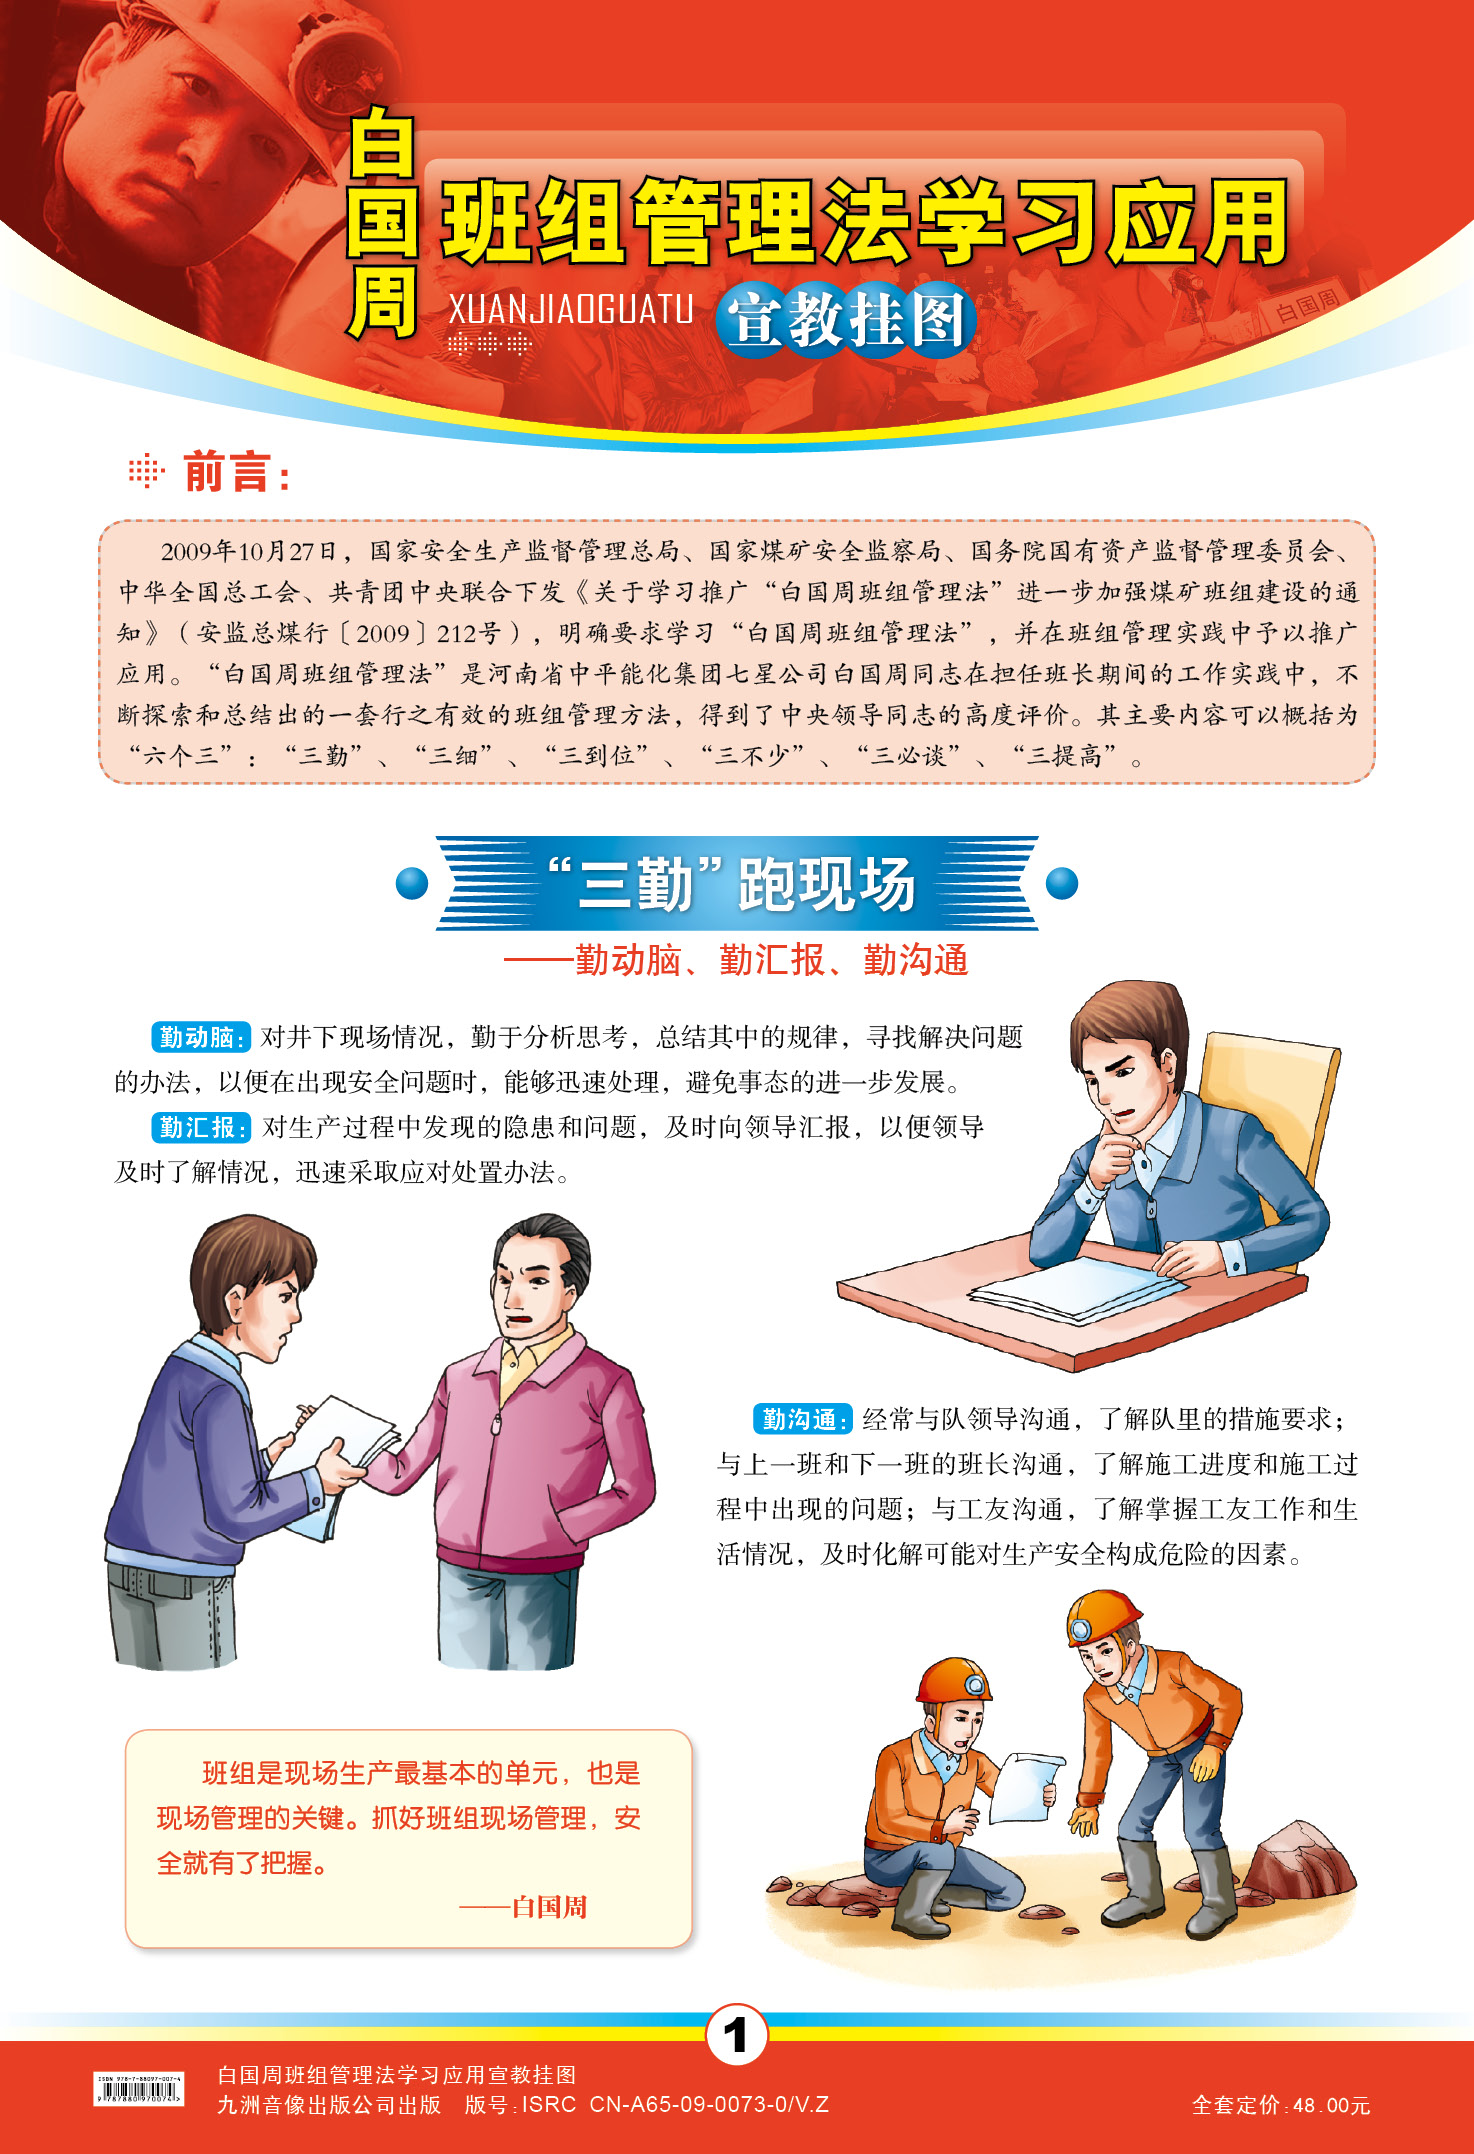 白国周
班组管理法学习应用
XUANJIAOGUATU
宣教挂图
白国周
前言：
2009年10月27日，国家安全生产监督管理总局、国家煤矿安全监察局、国务院国有资产监督管理委员会、
中华全国总工会、共青团中央联合下发《关于学习推广“白国周班组管理法”进一步加强煤矿班组建设的通
知》（安监总煤行〔2009〕212号），明确要求学习“白国周班组管理法”，并在班组管理实践中予以推广
应用。“白国周班组管理法”是河南省中平能化集团七星公司白国周同志在担任班长期间的工作实践中，不
断探索和总结出的一套行之有效的班组管理方法，得到了中央领导同志的高度评价。其主要内容可以概括为
“六个三”：“三勤”、“三细”、“三到位”、“三不少”、“三必谈”、“三提高”。
“三勤”跑现场
——勤动脑、勤汇报、勤沟通
勤动脑：对井下现场情况，勤于分析思考，总结其中的规律，寻找解决问题
的办法，以便在出现安全问题时，能够迅速处理，避免事态的进一步发展。
勤汇报：对生产过程中发现的隐患和问题，及时向领导汇报，以便领导
及时了解情况，迅速采取应对处置办法。
勤沟通：经常与队领导沟通，了解队里的措施要求；
与上一班和下一班的班长沟通，了解施工进度和施工过
程中出现的问题；与工友沟通，了解掌握工友工作和生
活情况，及时化解可能对生产安全构成危险的因素。
班组是现场生产最基本的单元，也是
现场管理的关键。抓好班组现场管理，安
全就有了把握。
——白国周
1
ISBN 978-7-88097-007-4
9 787880 970074 >
白国周班组管理法学习应用宣教挂图
九洲音像出版公司出版 版号：ISRC CN-A65-09-0073-0/V.Z
全套定价：48.00元